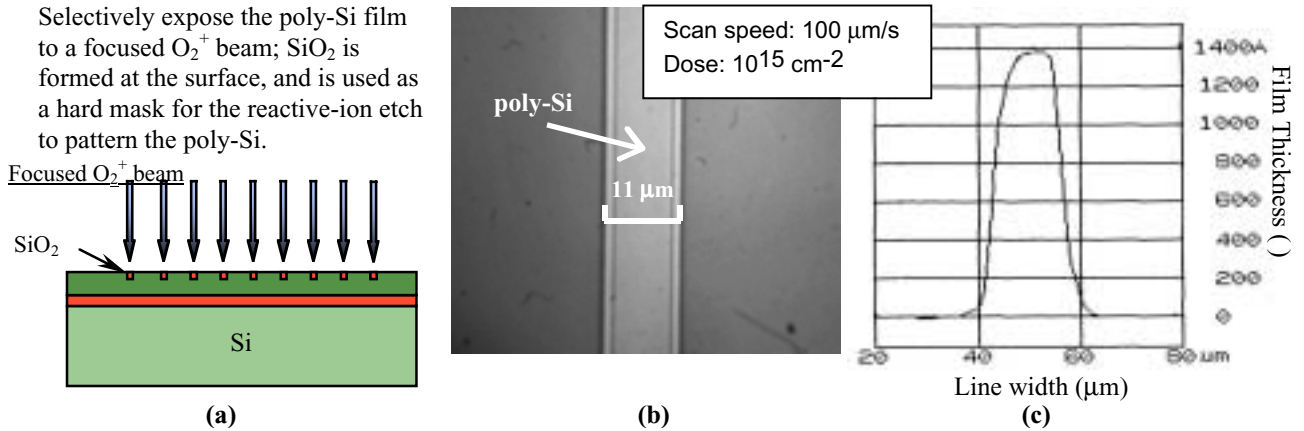 Selectively expose the poly-Si film
to a focused O₂⁺ beam; SiO₂ is
formed at the surface, and is used as
a hard mask for the reactive-ion etch
to pattern the poly-Si.
Focused O₂⁺ beam
SiO₂
Si
(a)
Scan speed: 100 μm/s
Dose: 10¹⁵ cm⁻²
poly-Si
11 μm
(b)
1400A
1200
1000
800
600
400
200
0
20
40
60
80 um
Film Thickness ( )
Line width (μm)
(c)